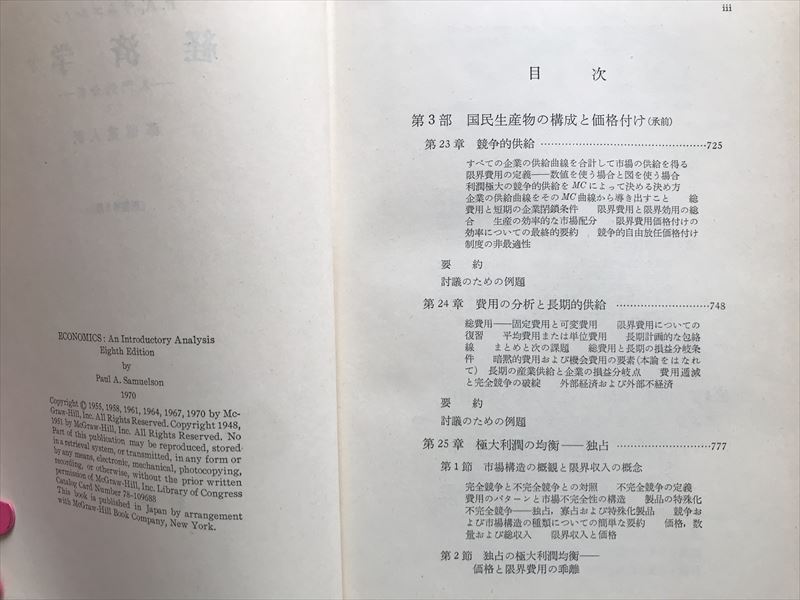 ECONOMICS: An Introductory Analysis
Eighth Edition
by
Paul A. Samuelson
1970
Copyright © 1955, 1958, 1961, 1964, 1967, 1970 by Mc-
Graw-Hill, Inc. All Rights Reserved. Copyright 1948,
1951 by McGraw-Hill, Inc. All Rights Reserved. No
Part of this publication may be reproduced, stored
in a retrieval system, or transmitted, in any form or
by any means, electronic, mechanical, photocopying,
recording, or otherwise, without the prior written
permission of McGraw-Hill, Inc. Library of Congress
Catalog Card Number 78-109688
This book is published in Japan by arrangement
with McGraw-Hill Book Company, New York.
iii
目 次
第3部 国民生産物の構成と価格付け(承前)
第23章 競争的供給 …………………………………………725
すべての企業の供給曲線を合計して市場の供給を得る
限界費用の定義――数値を使う場合と図を使う場合
利潤極大の競争的供給をMCによって決める決め方
企業の供給曲線をそのMC曲線から導き出すこと 総
費用と短期の企業閉鎖条件 限界費用と限界効用の総
合 生産の効率的な市場配分 限界費用価格付けの
効率についての最終的要約 競争的自由放任価格付け
制度の非最適性
要 約
討議のための例題
第24章 費用の分析と長期的供給 …………………………748
総費用――固定費用と可変費用 限界費用についての
復習 平均費用または単位費用 長期計画的な包絡
線 まとめと次の課題 総費用と長期の損益分岐条
件 暗黙的費用および機会費用の要素(本論をはなれ
て) 長期の産業供給と企業の損益分岐点 費用逓減
と完全競争の破綻 外部経済および外部不経済
要 約
討議のための例題
第25章 極大利潤の均衡――独占 …………………………777
第1節 市場構造の概観と限界収入の概念
完全競争と不完全競争との対照 不完全競争の定義
費用のパターンと市場不完全性の構造 製品の特殊化
不完全競争――独占，寡占および特殊化製品 競争お
よび市場構造の種類についての簡単な要約 価格，数
量および総収入 限界収入と価格
第2節 独占の極大利潤均衡――
価格と限界費用の乖離